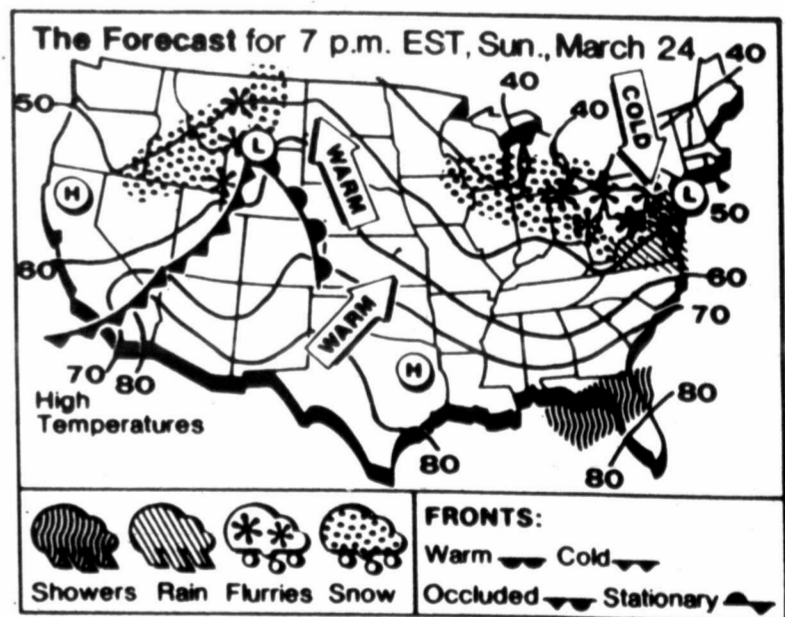 The Forecast for 7 p.m. EST, Sun., March 24
40
40
40
50
COLD
L
WARM
H
L
50
80
60
WARM
70
H
70 80
80
High
Temperatures
80
80
Showers Rain Flurries Snow
FRONTS:
Warm Cold
Occluded Stationary